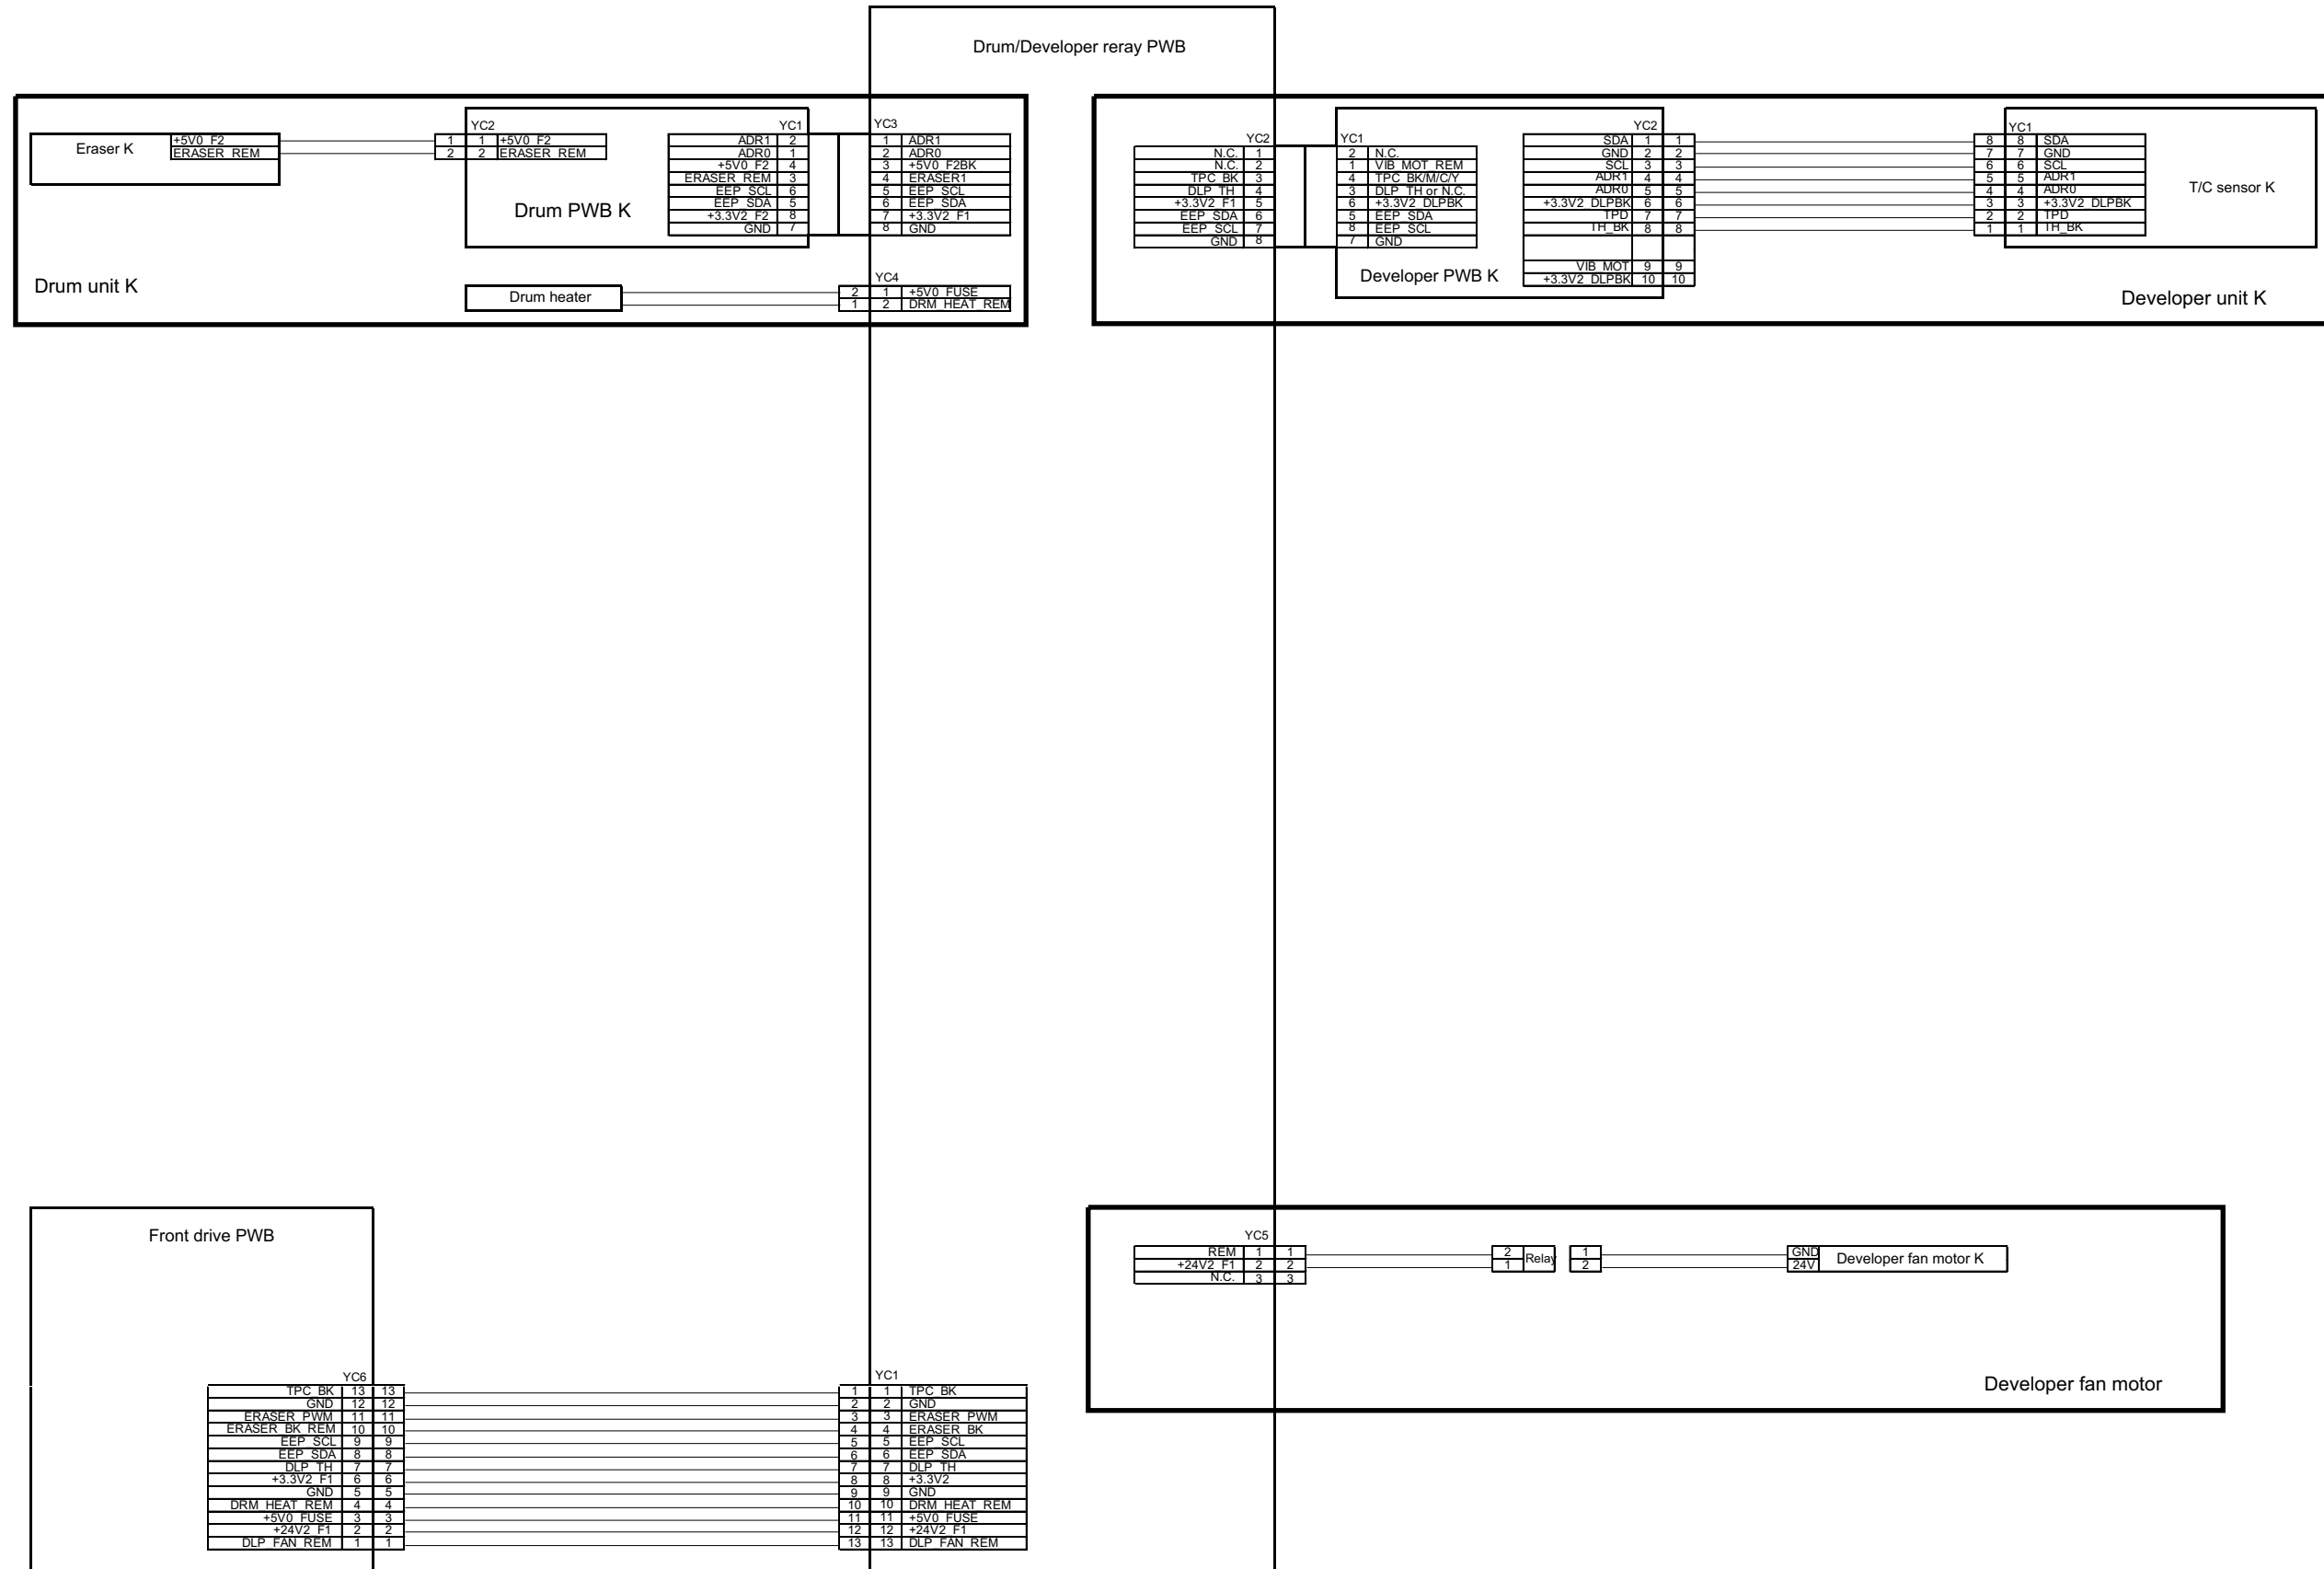 Drum/Developer reray PWB
Eraser K
+5V0_F2
ERASER_REM
YC2
1 1 +5V0_F2
2 2 ERASER_REM
Drum PWB K
YC1
ADR1 2
ADR0 1
+5V0_F2 4
ERASER_REM 3
EEP_SCL 6
EEP_SDA 5
+3.3V2_F2 8
GND 7
YC3
1 ADR1
2 ADR0
3 +5V0_F2BK
4 ERASER1
5 EEP_SCL
6 EEP_SDA
7 +3.3V2_F1
8 GND
Drum unit K
Drum heater
YC4
2 1 +5V0_FUSE
1 2 DRM_HEAT_REM
YC2
N.C. 1
N.C. 2
TPC_BK 3
DLP_TH 4
+3.3V2_F1 5
EEP_SDA 6
EEP_SCL 7
GND 8
YC1
2 N.C.
1 VIB_MOT_REM
4 TPC_BK/M/C/Y
3 DLP_TH or N.C.
6 +3.3V2_DLPBK
5 EEP_SDA
8 EEP_SCL
7 GND
Developer PWB K
YC2
SDA 1 1
GND 2 2
SCL 3 3
ADR1 4 4
ADR0 5 5
+3.3V2_DLPBK 6 6
TPD 7 7
TH_BK 8 8
VIB_MOT 9 9
+3.3V2_DLPBK 10 10
YC1
8 8 SDA
7 7 GND
6 6 SCL
5 5 ADR1
4 4 ADR0
3 3 +3.3V2_DLPBK
2 2 TPD
1 1 TH_BK
T/C sensor K
Developer unit K
Front drive PWB
YC6
TPC_BK 13 13
GND 12 12
ERASER_PWM 11 11
ERASER_BK_REM 10 10
EEP_SCL 9 9
EEP_SDA 8 8
DLP_TH 7 7
+3.3V2_F1 6 6
GND 5 5
DRM_HEAT_REM 4 4
+5V0_FUSE 3 3
+24V2_F1 2 2
DLP_FAN_REM 1 1
YC1
1 1 TPC_BK
2 2 GND
3 3 ERASER_PWM
4 4 ERASER_BK
5 5 EEP_SCL
6 6 EEP_SDA
7 7 DLP_TH
8 8 +3.3V2
9 9 GND
10 10 DRM_HEAT_REM
11 11 +5V0_FUSE
12 12 +24V2_F1
13 13 DLP_FAN_REM
YC5
REM 1 1
+24V2_F1 2 2
N.C. 3 3
2
1
Relay
1
2
GND
24V
Developer fan motor K
Developer fan motor